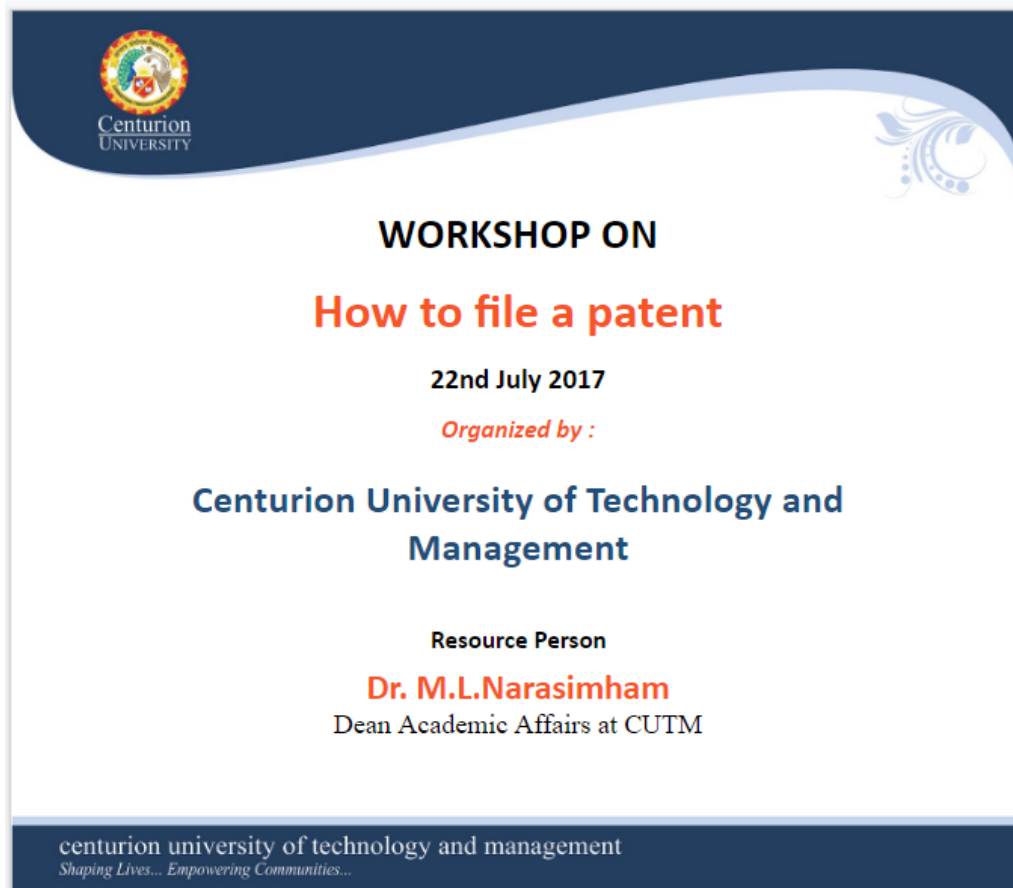 Centurion
UNIVERSITY
WORKSHOP ON
How to file a patent
22nd July 2017
Organized by :
Centurion University of Technology and
Management
Resource Person
Dr. M.L.Narasimham
Dean Academic Affairs at CUTM
centurion university of technology and management
Shaping Lives... Empowering Communities...